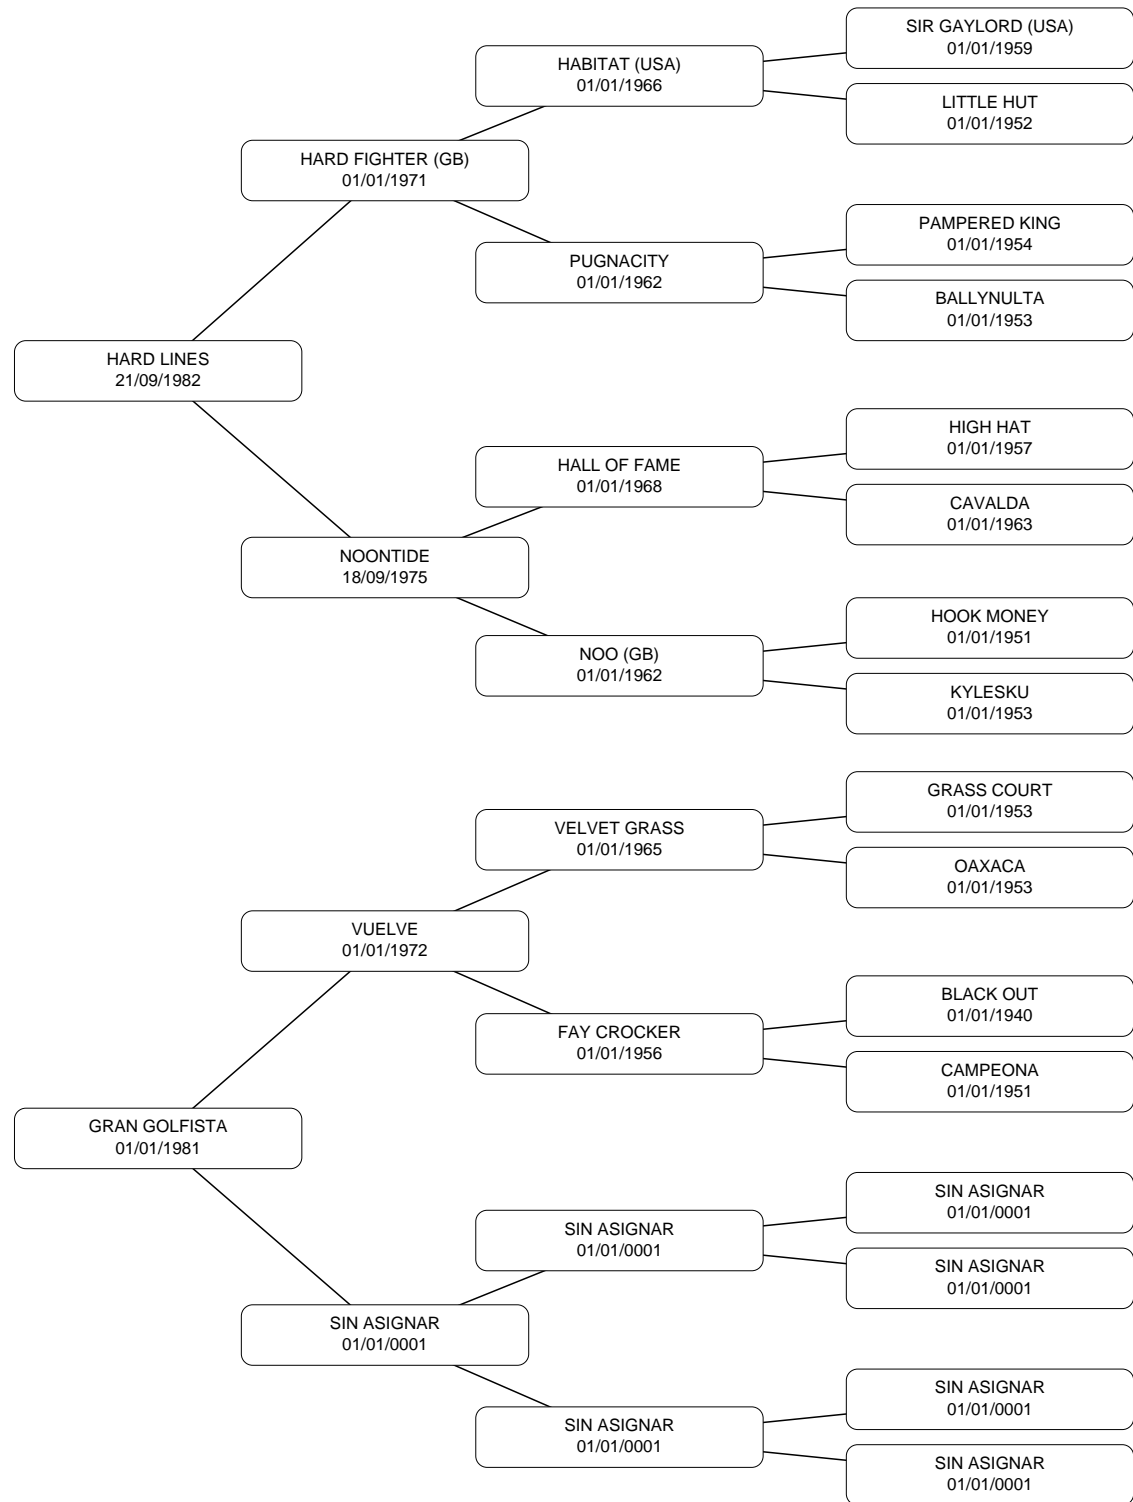 SIR GAYLORD (USA)
01/01/1959
HABITAT (USA)
01/01/1966
LITTLE HUT
01/01/1952
HARD FIGHTER (GB)
01/01/1971
PAMPERED KING
01/01/1954
PUGNACITY
01/01/1962
BALLYNULTA
01/01/1953
HARD LINES
21/09/1982
HIGH HAT
01/01/1957
HALL OF FAME
01/01/1968
CAVALDA
01/01/1963
NOONTIDE
18/09/1975
HOOK MONEY
01/01/1951
NOO (GB)
01/01/1962
KYLESKU
01/01/1953
GRASS COURT
01/01/1953
VELVET GRASS
01/01/1965
OAXACA
01/01/1953
VUELVE
01/01/1972
BLACK OUT
01/01/1940
FAY CROCKER
01/01/1956
CAMPEONA
01/01/1951
GRAN GOLFISTA
01/01/1981
SIN ASIGNAR
01/01/0001
SIN ASIGNAR
01/01/0001
SIN ASIGNAR
01/01/0001
SIN ASIGNAR
01/01/0001
SIN ASIGNAR
01/01/0001
SIN ASIGNAR
01/01/0001
SIN ASIGNAR
01/01/0001